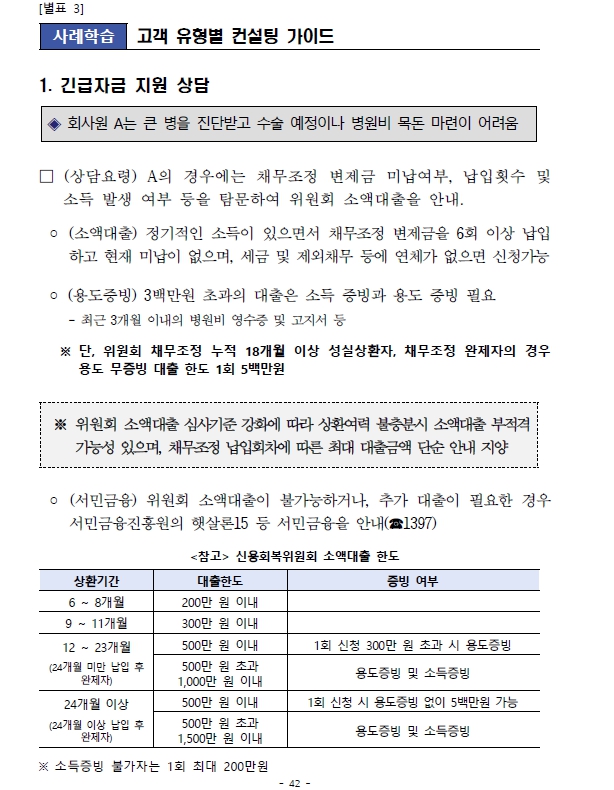 [별표 3]
사례학습 고객 유형별 컨설팅 가이드
1. 긴급자금 지원 상담
◈ 회사원 A는 큰 병을 진단받고 수술 예정이나 병원비 목돈 마련이 어려움
□ (상담요령) A의 경우에는 채무조정 변제금 미납여부, 납입횟수 및
소득 발생 여부 등을 탐문하여 위원회 소액대출을 안내.
○ (소액대출) 정기적인 소득이 있으면서 채무조정 변제금을 6회 이상 납입
하고 현재 미납이 없으며, 세금 및 제외채무 등에 연체가 없으면 신청가능
○ (용도증빙) 3백만원 초과의 대출은 소득 증빙과 용도 증빙 필요
- 최근 3개월 이내의 병원비 영수증 및 고지서 등
※ 단, 위원회 채무조정 누적 18개월 이상 성실상환자, 채무조정 완제자의 경우
용도 무증빙 대출 한도 1회 5백만원
※ 위원회 소액대출 심사기준 강화에 따라 상환여력 불충분시 소액대출 부적격
가능성 있으며, 채무조정 납입회차에 따른 최대 대출금액 단순 안내 지양
○ (서민금융) 위원회 소액대출이 불가능하거나, 추가 대출이 필요한 경우
서민금융진흥원의 햇살론15 등 서민금융을 안내(☎1397)
<참고> 신용회복위원회 소액대출 한도
상환기간 대출한도 증빙 여부
6 ~ 8개월 200만 원 이내
9 ~ 11개월 300만 원 이내
12 ~ 23개월 500만 원 이내 1회 신청 300만 원 초과 시 용도증빙
(24개월 미만 납입 후
완제자)
500만 원 초과
1,000만 원 이내
용도증빙 및 소득증빙
24개월 이상 500만 원 이내 1회 신청 시 용도증빙 없이 5백만원 가능
(24개월 이상 납입 후
완제자)
500만 원 초과
1,500만 원 이내
용도증빙 및 소득증빙
※ 소득증빙 불가자는 1회 최대 200만원
- 42 -